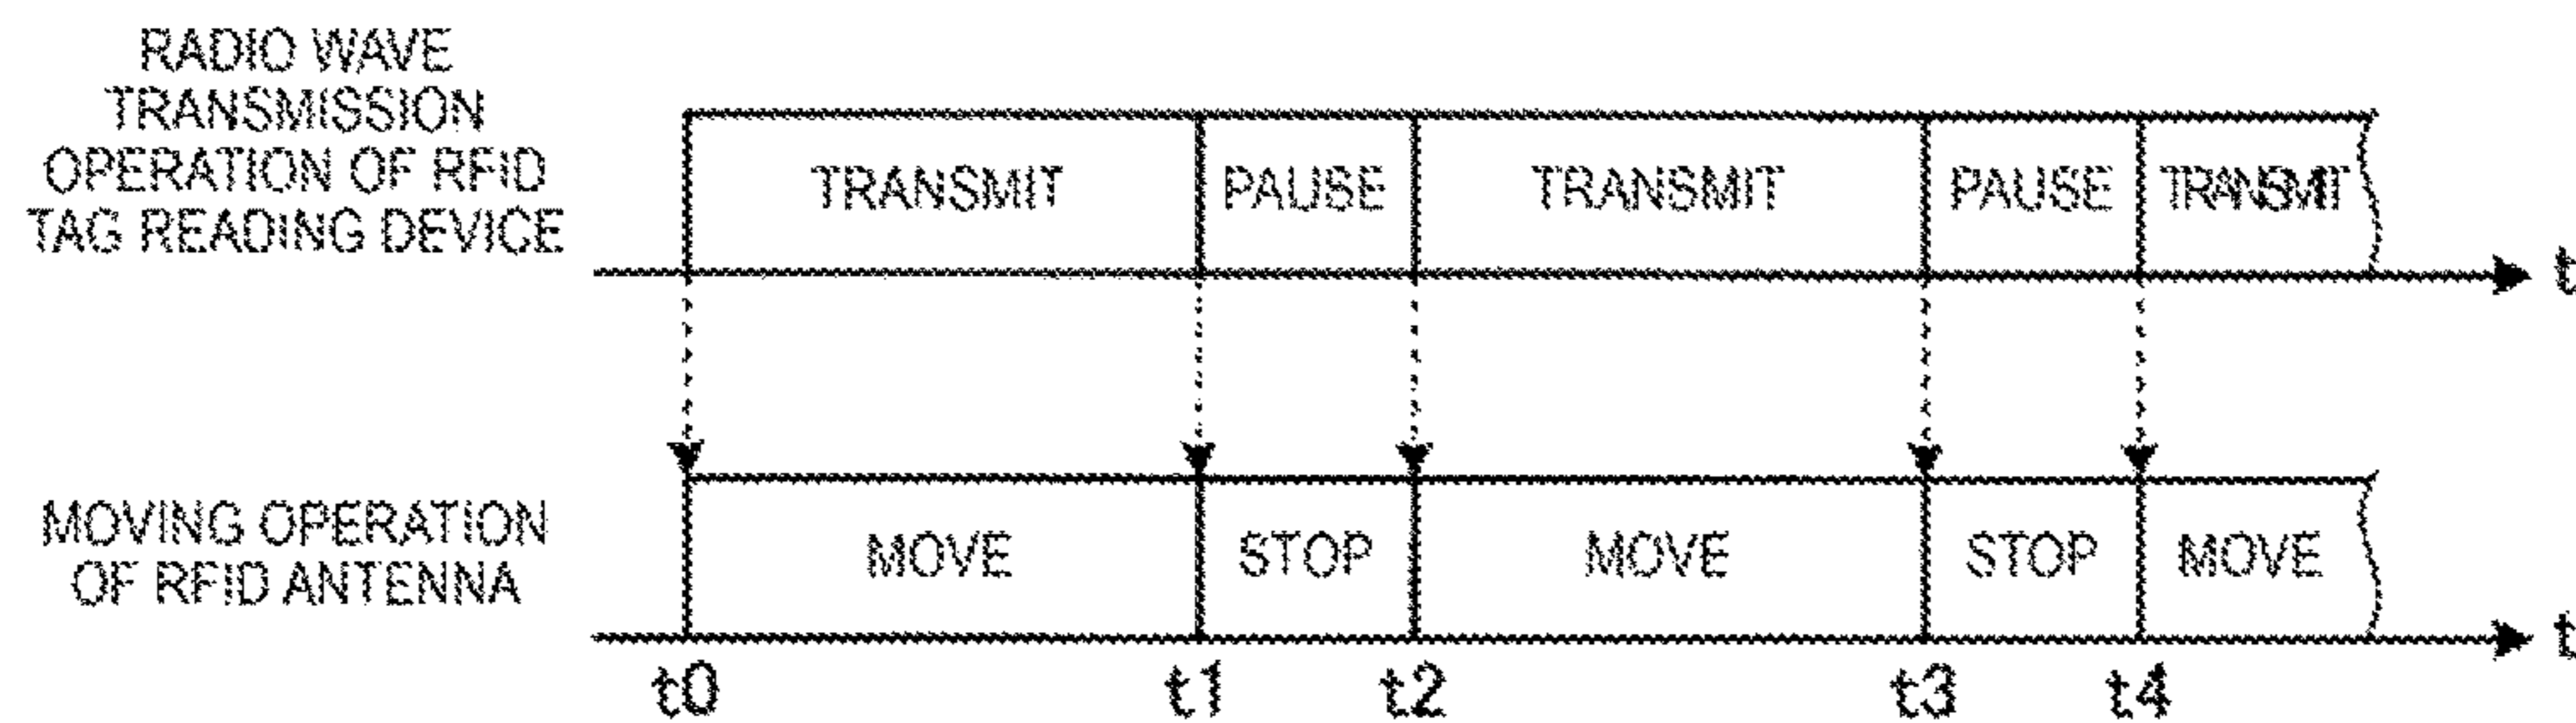 RADIO WAVE
TRANSMISSION
OPERATION OF RFID
TAG READING DEVICE
TRANSMIT PAUSE TRANSMIT PAUSE TRANSMIT
t
MOVING OPERATION
OF RFID ANTENNA
MOVE STOP MOVE STOP MOVE
t
t0 t1 t2 t3 t4